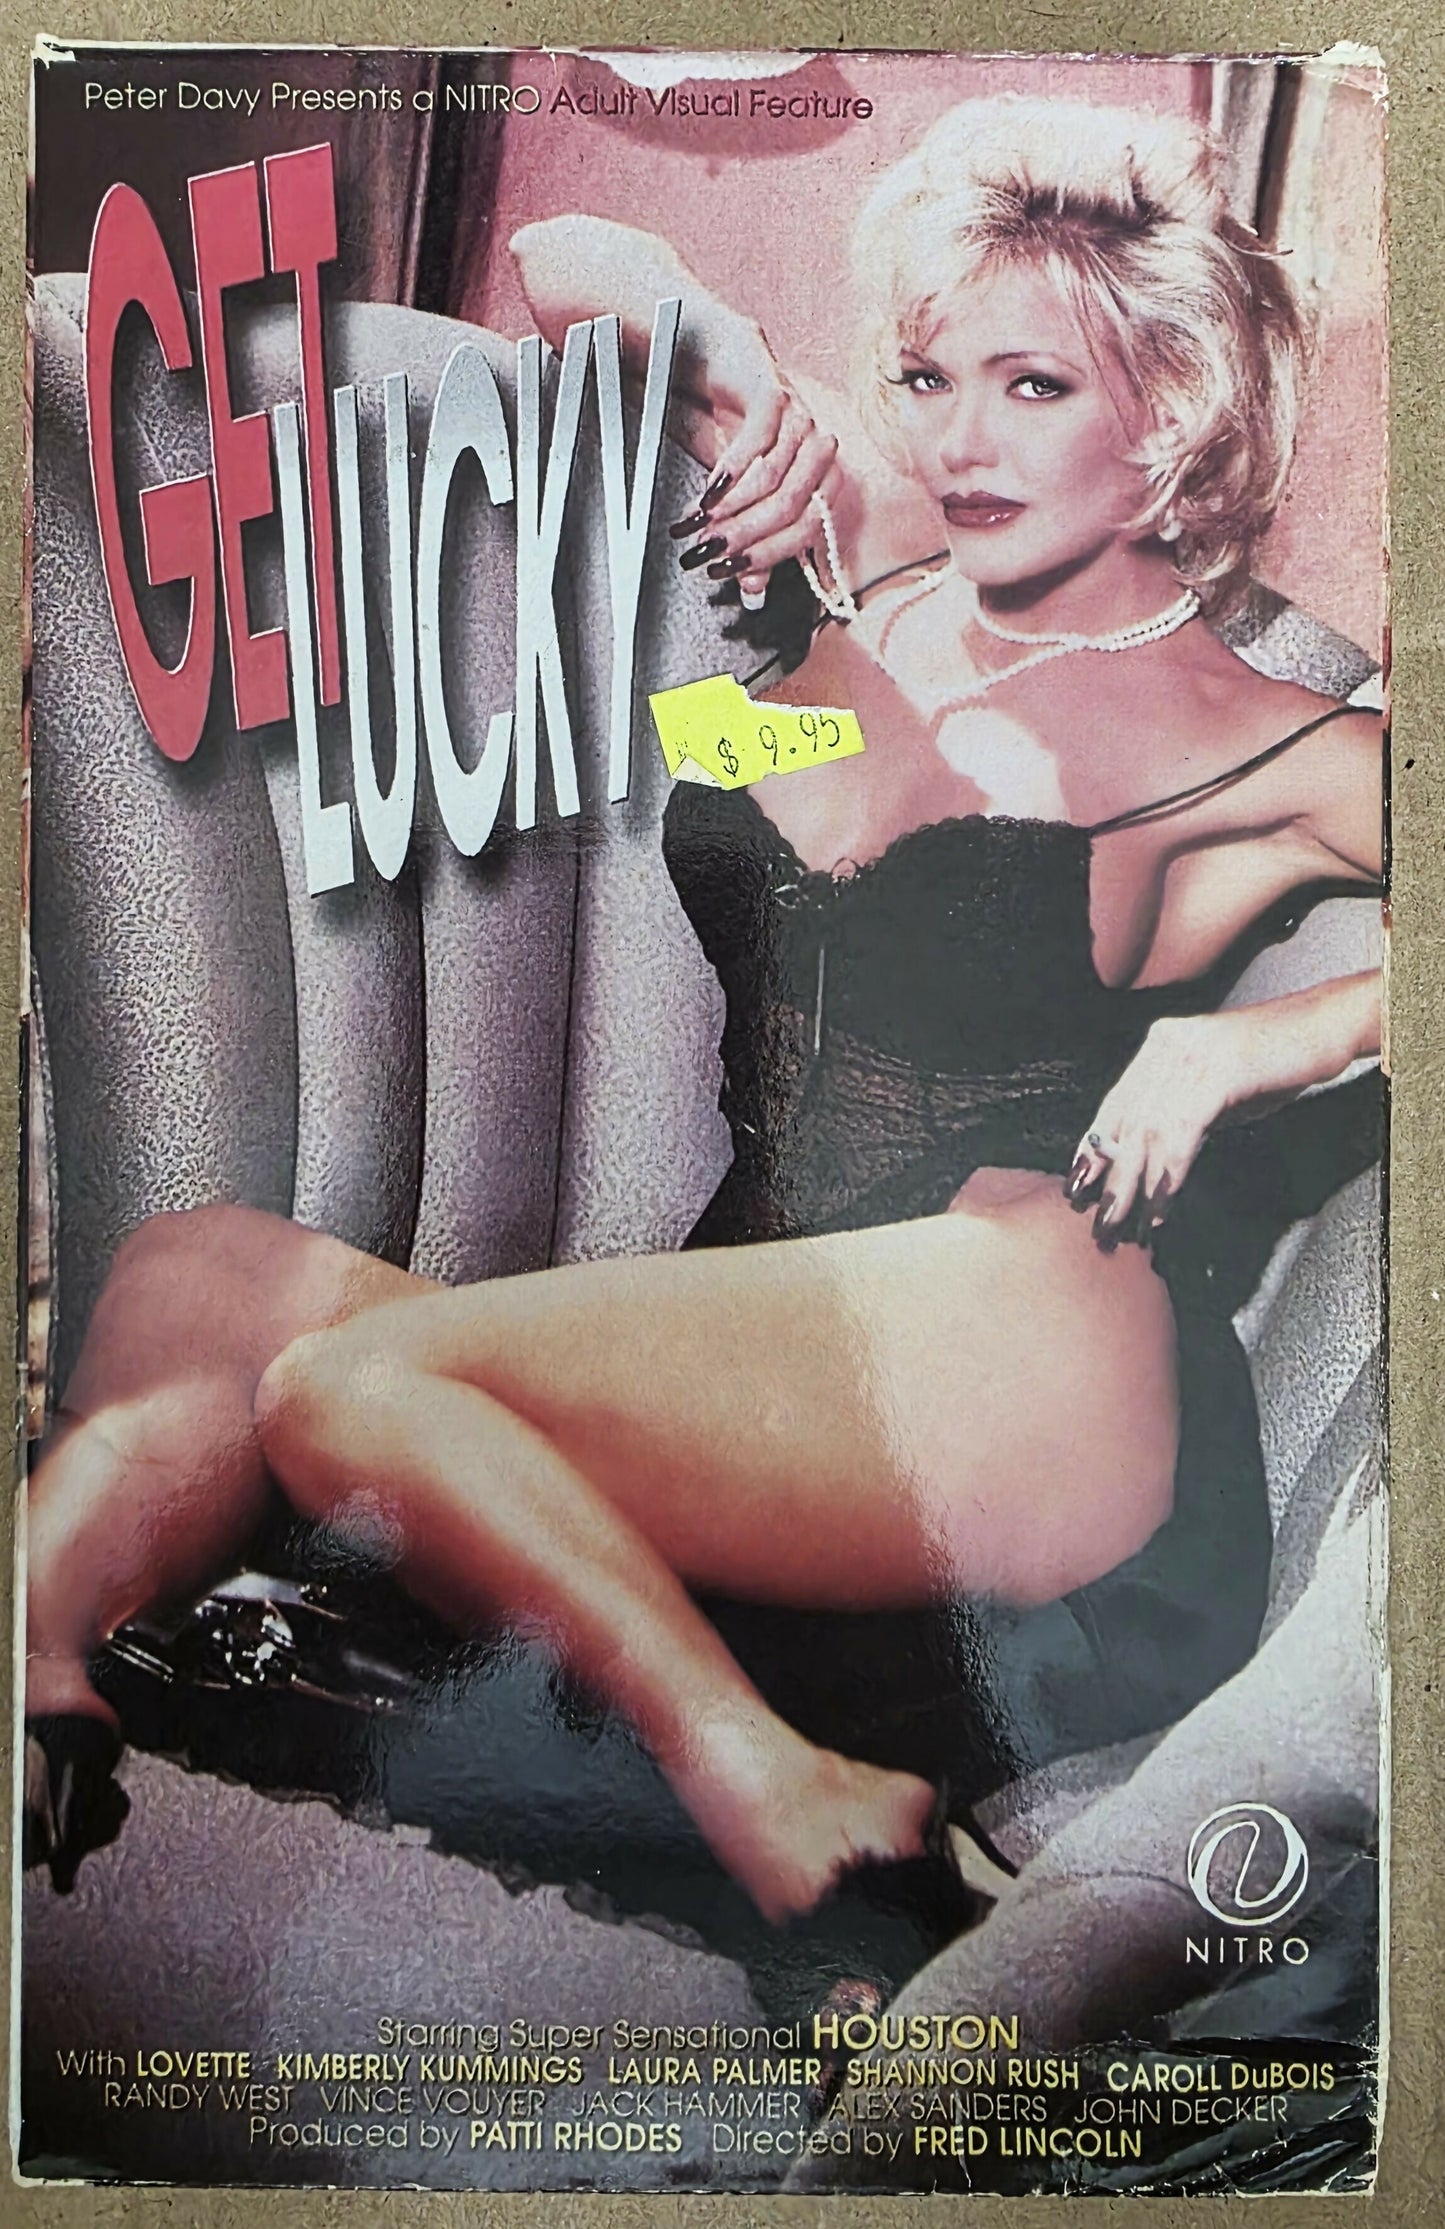 Peter Davy Presents a NITRO Adult Visual Feature
GET
LUCKY
$ 9.95
NITRO
Starring Super Sensational HOUSTON
With LOVETTE KIMBERLY KUMMINGS LAURA PALMER SHANNON RUSH CAROLL DuBOIS
RANDY WEST VINCE VOUYER JACK HAMMER ALEX SANDERS JOHN DECKER
Produced by PATTI RHODES Directed by FRED LINCOLN